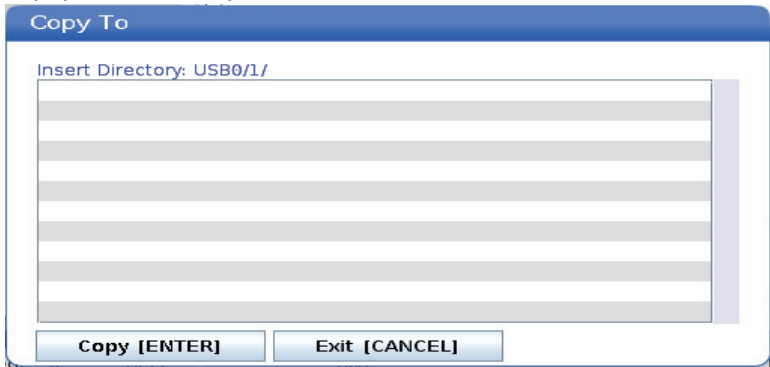 Copy To
Insert Directory: USB0/1/
Copy [ENTER]
Exit [CANCEL]